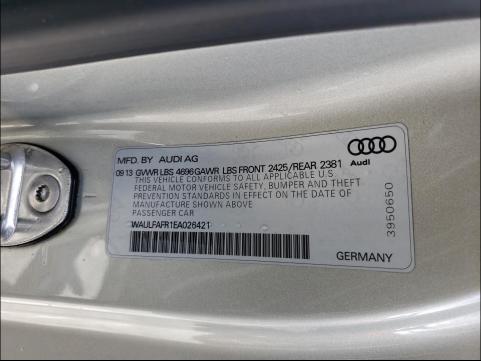 MFD. BY AUDI AG
Audi
09 13 GVWR LBS 4696 GAWR LBS FRONT 2425/REAR 2381
THIS VEHICLE CONFORMS TO ALL APPLICABLE U.S.
FEDERAL MOTOR VEHICLE SAFETY, BUMPER AND THEFT
PREVENTION STANDARDS IN EFFECT ON THE DATE OF
MANUFACTURE SHOWN ABOVE.
PASSENGER CAR
WAULFAFR1EA026421
GERMANY
3950650